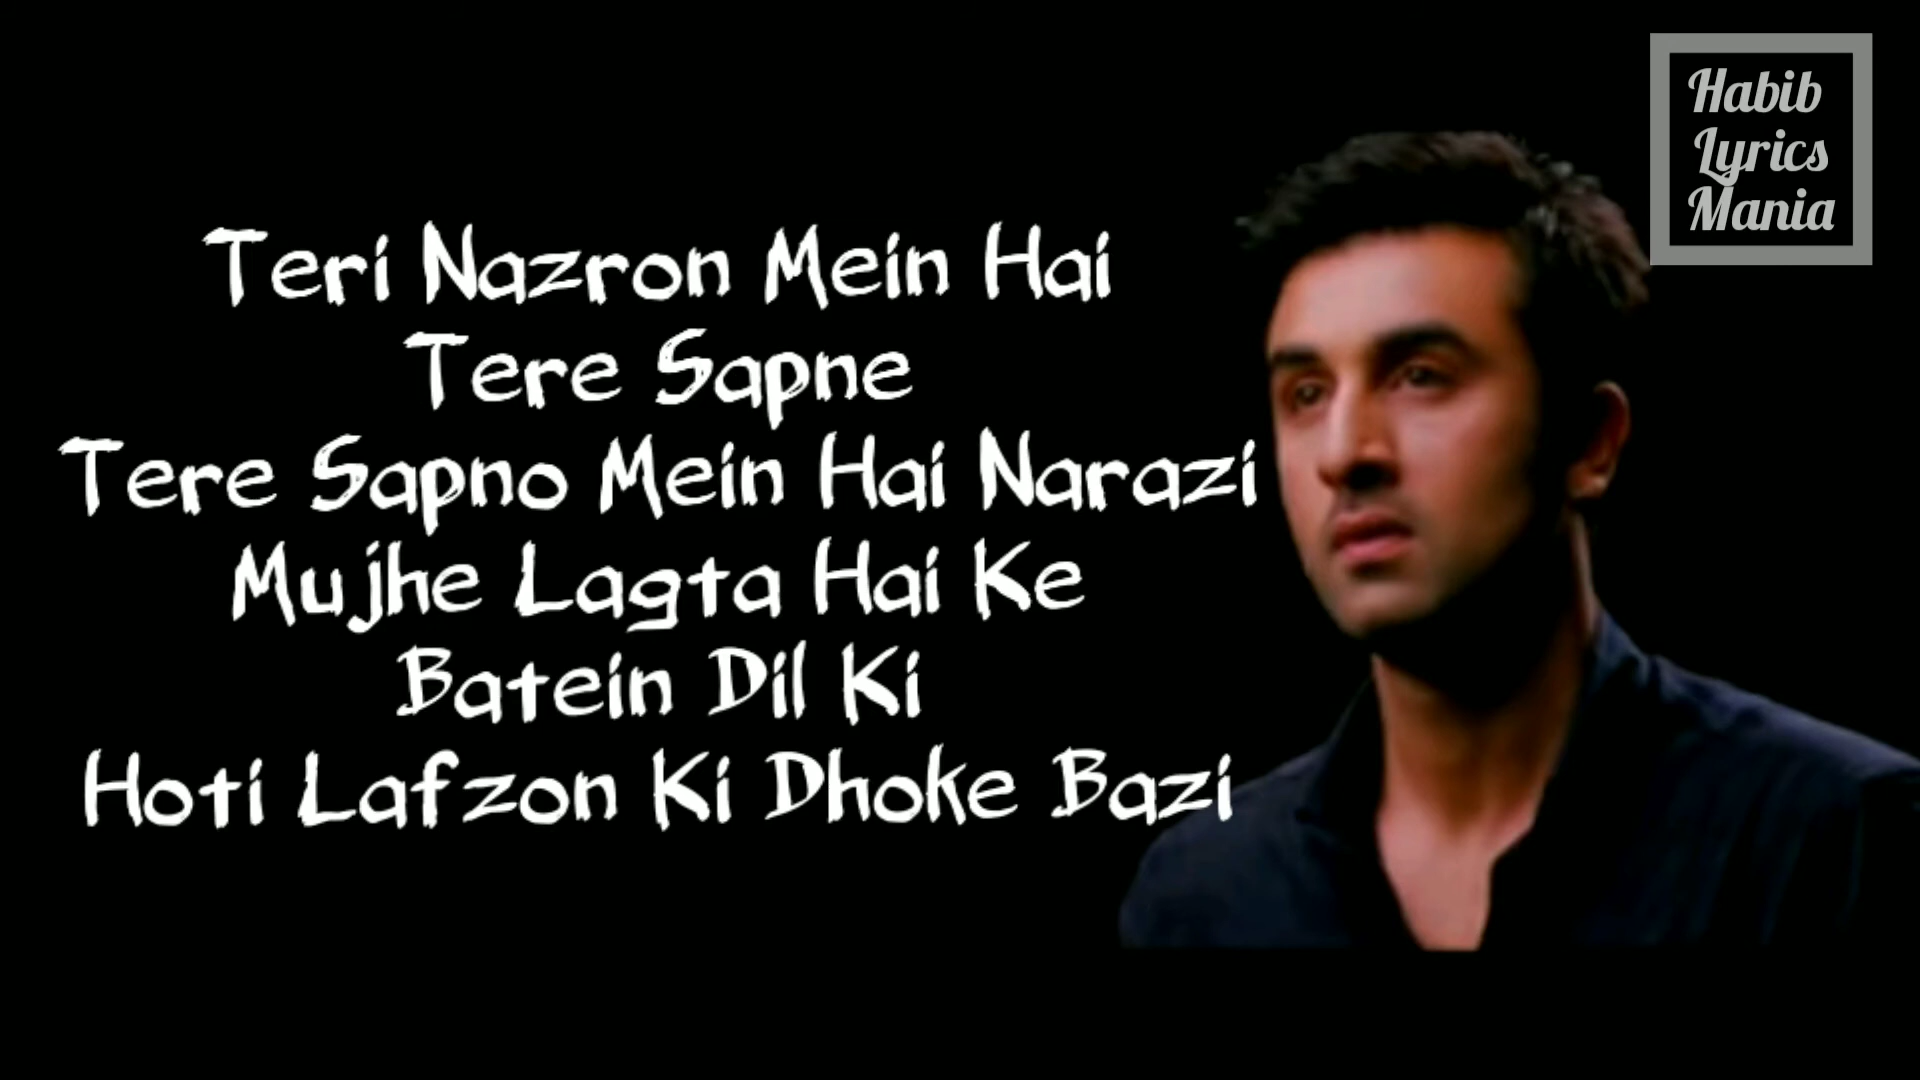 Habib
Lyrics
Mania
Teri Nazron Mein Hai
Tere Sapne
Tere Sapno Mein Hai Narazi
Mujhe Lagta Hai Ke
Batein Dil Ki
Hoti Lafzon Ki Dhoke Bazi